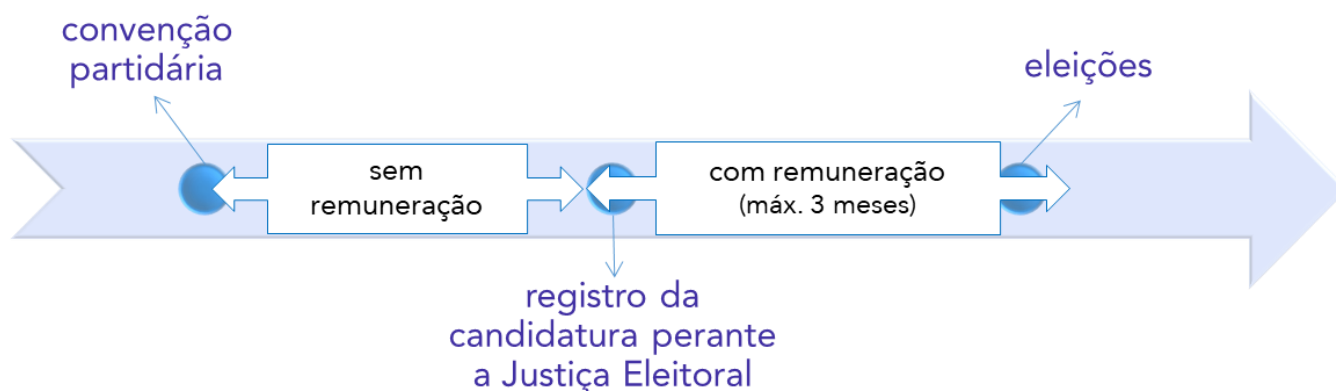 convenção
partidária
eleições
sem
remuneração
com remuneração
(máx. 3 meses)
registro da
candidatura perante
a Justiça Eleitoral